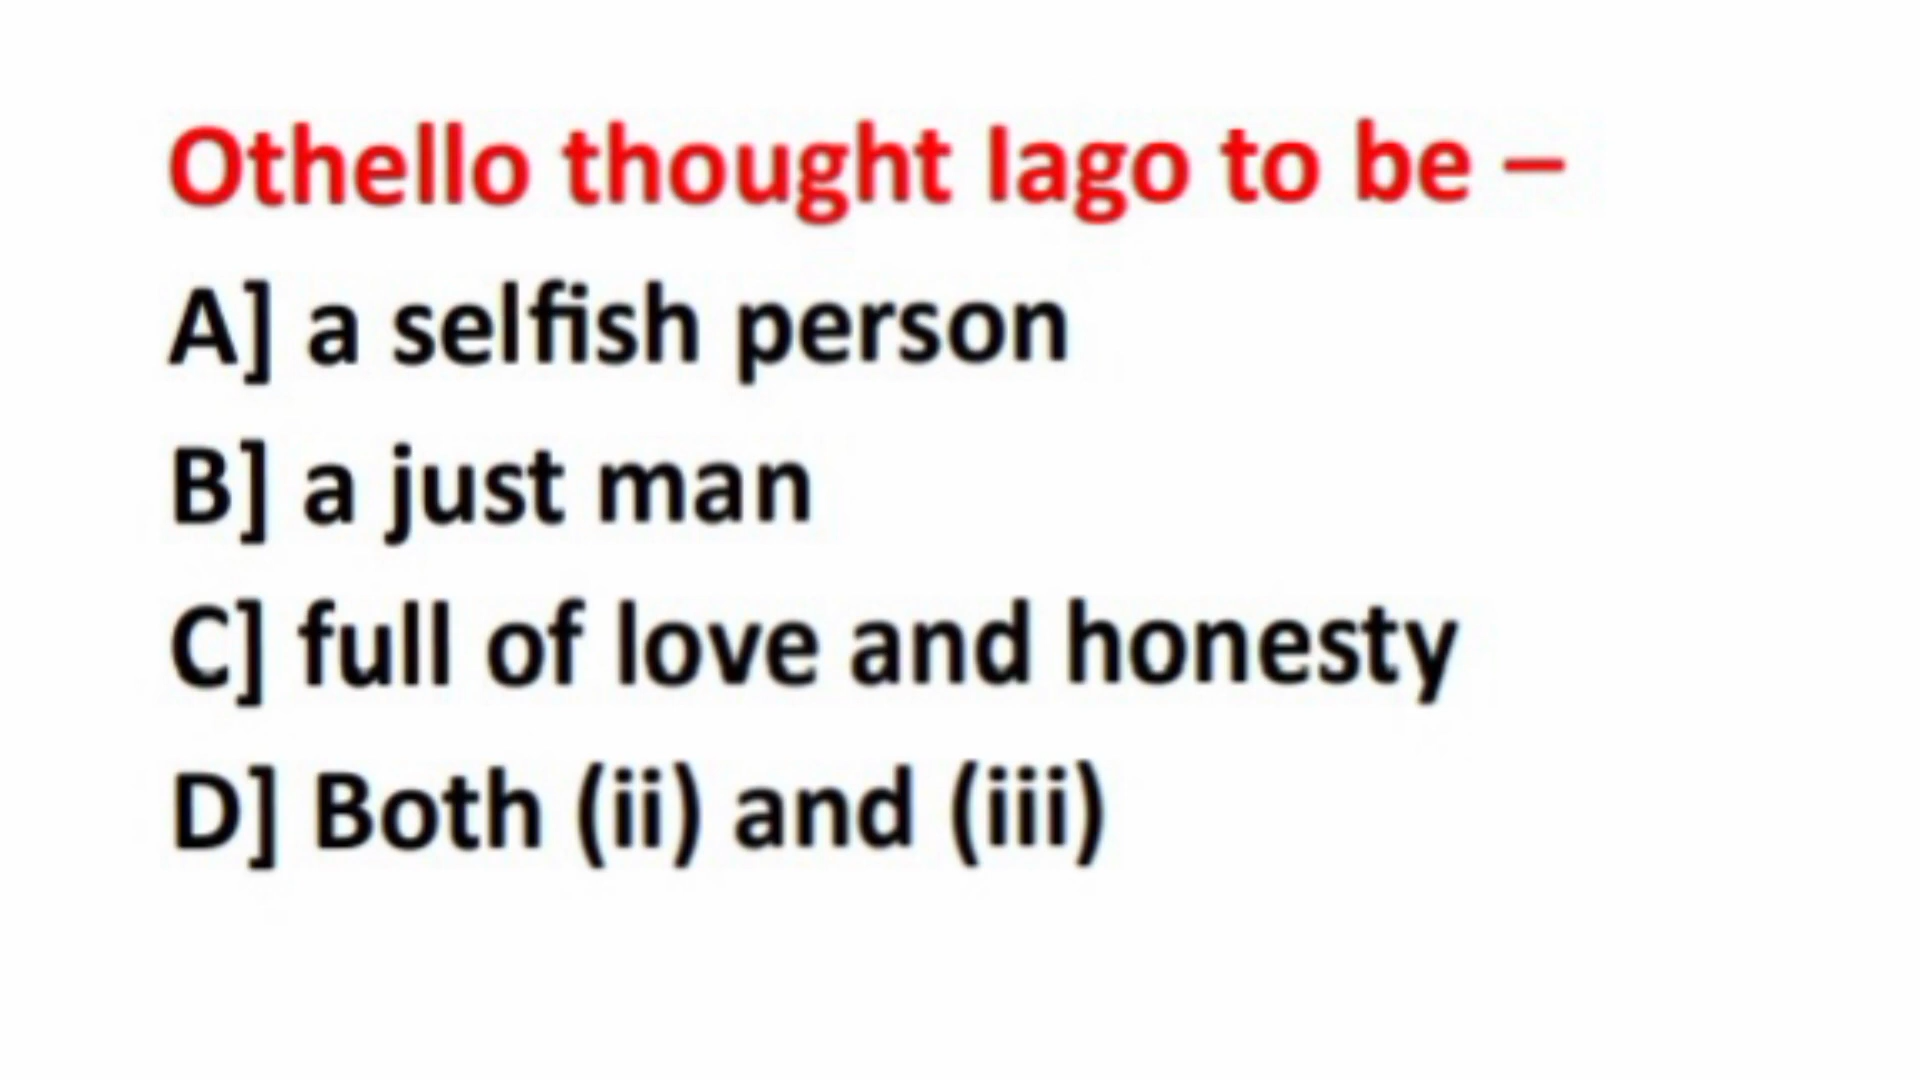 Othello thought Iago to be –
A] a selfish person
B] a just man
C] full of love and honesty
D] Both (ii) and (iii)